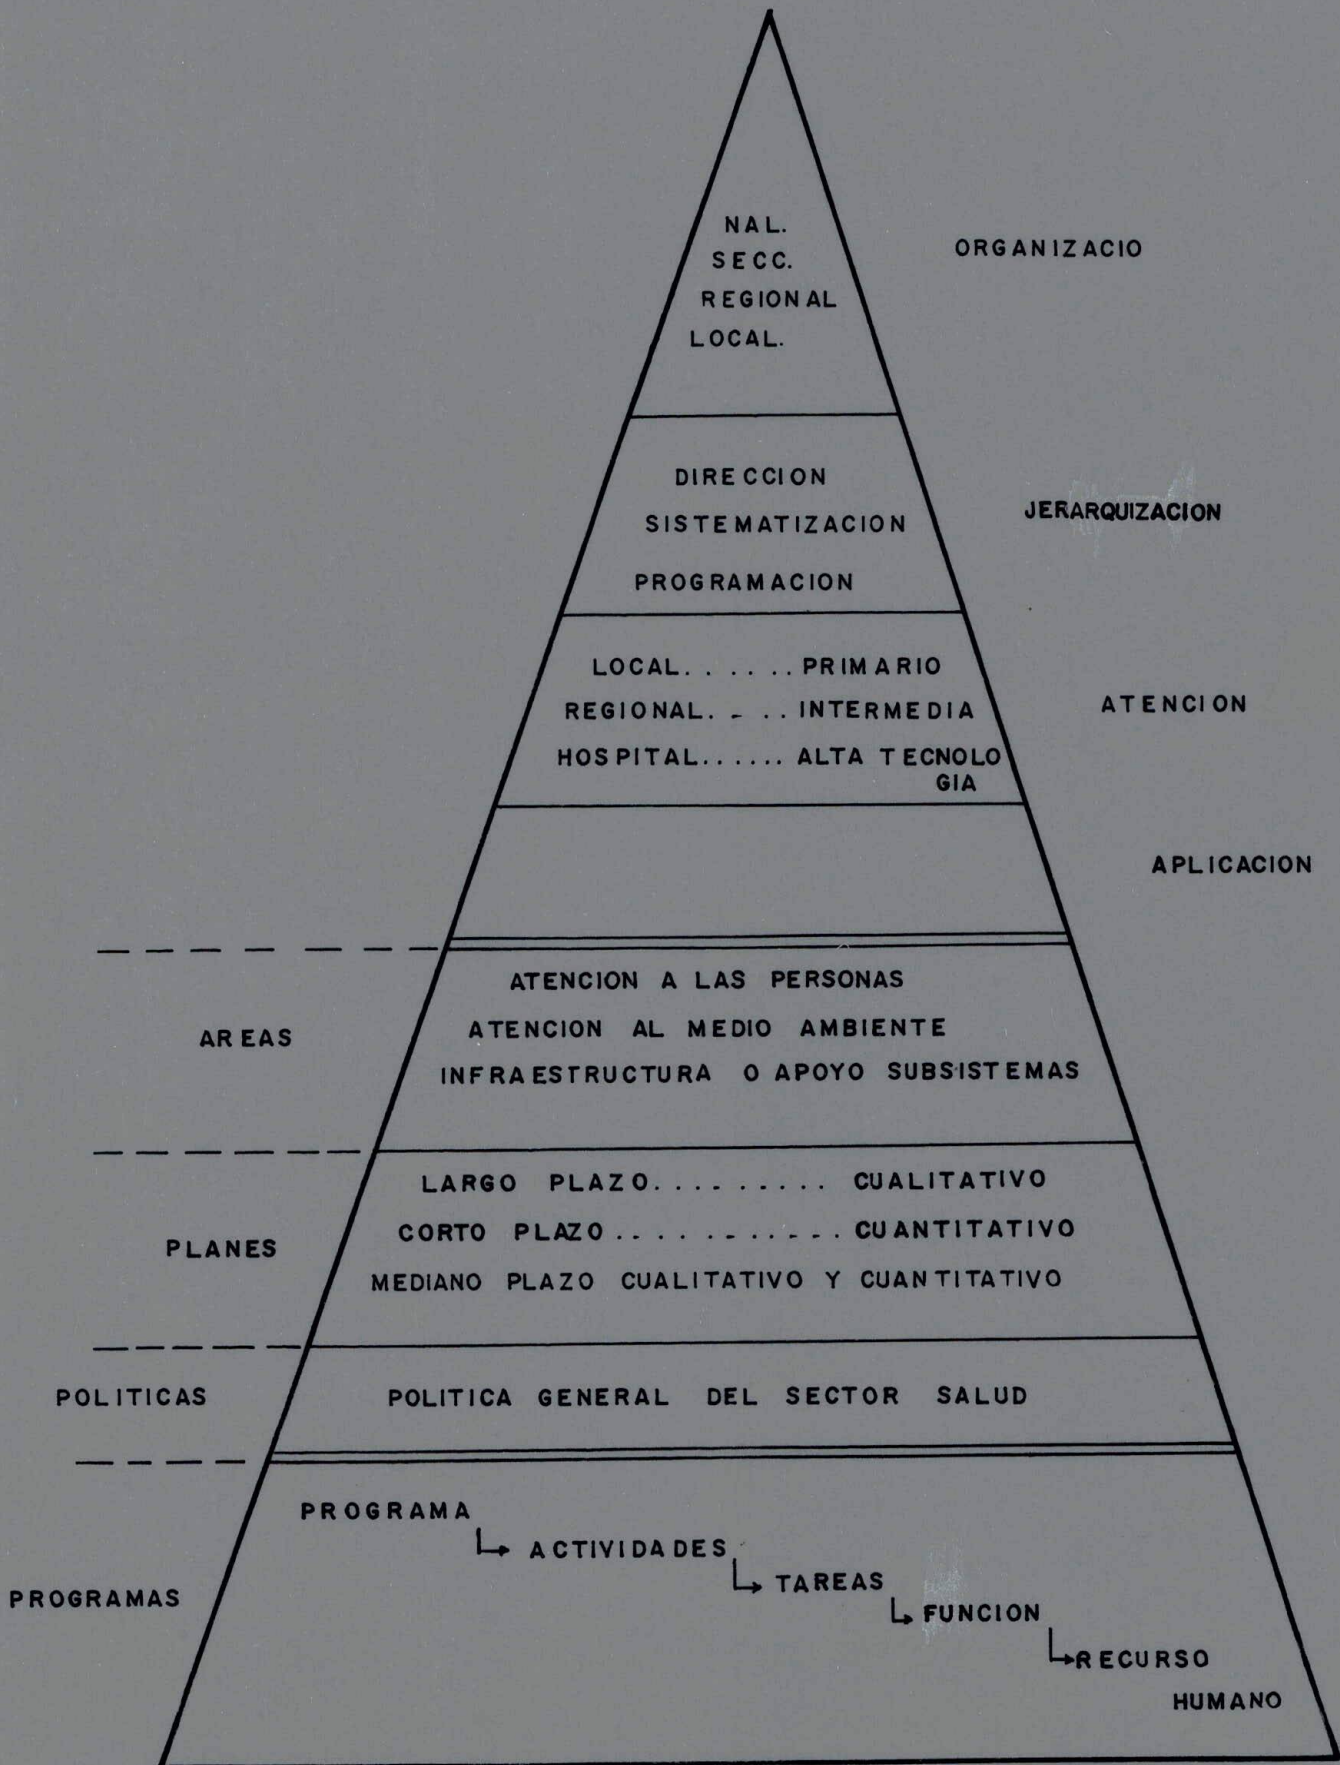 NAL.
SECC.
ORGANIZACIO
REGIONAL
LOCAL.
DIRECCION
JERARQUIZACION
SISTEMATIZACION
PROGRAMACION
LOCAL. . . . . . PRIMARIO
REGIONAL. . . . INTERMEDIA
ATENCION
HOSPITAL. . . . . . ALTA TECNOLO
GIA
APLICACION
ATENCION A LAS PERSONAS
AREAS
ATENCION AL MEDIO AMBIENTE
INFRAESTRUCTURA O APOYO SUBSISTEMAS
LARGO PLAZO. . . . . . . . . . CUALITATIVO
CORTO PLAZO . . . . . . . . . . . . CUANTITATIVO
PLANES
MEDIANO PLAZO CUALITATIVO Y CUANTITATIVO
POLITICAS
POLITICA GENERAL DEL SECTOR SALUD
PROGRAMA
ACTIVIDADES
TAREAS
PROGRAMAS
FUNCION
RECURSO
HUMANO